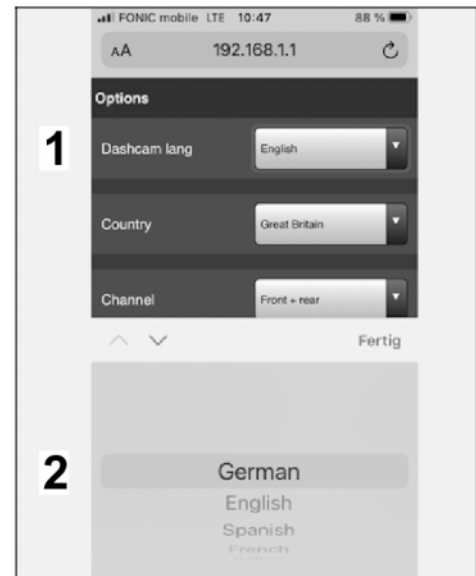 FONIC mobile LTE 10:47 88 %
AA 192.168.1.1
Options
1 Dashcam lang English
Country Great Britain
Channel Front + rear
Fertig
2 German
English
Spanish
French